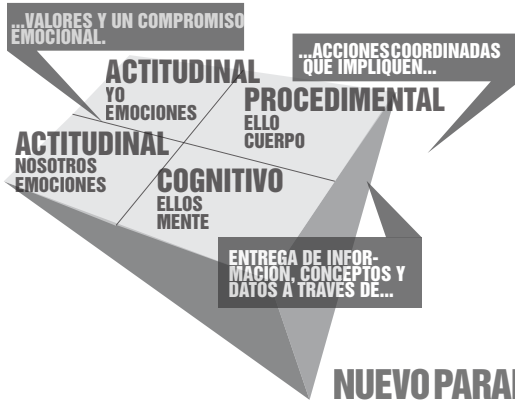 ...VALORES Y UN COMPROMISO
EMOCIONAL.
...ACCIONES COORDINADAS
QUE IMPLIQUEN...
ACTITUDINAL
YO
EMOCIONES
PROCEDIMENTAL
ELLO
CUERPO
ACTITUDINAL
NOSOTROS
EMOCIONES
COGNITIVO
ELLOS
MENTE
ENTREGA DE INFOR-
MACIÓN, CONCEPTOS Y
DATOS A TRAVÉS DE...
NUEVO